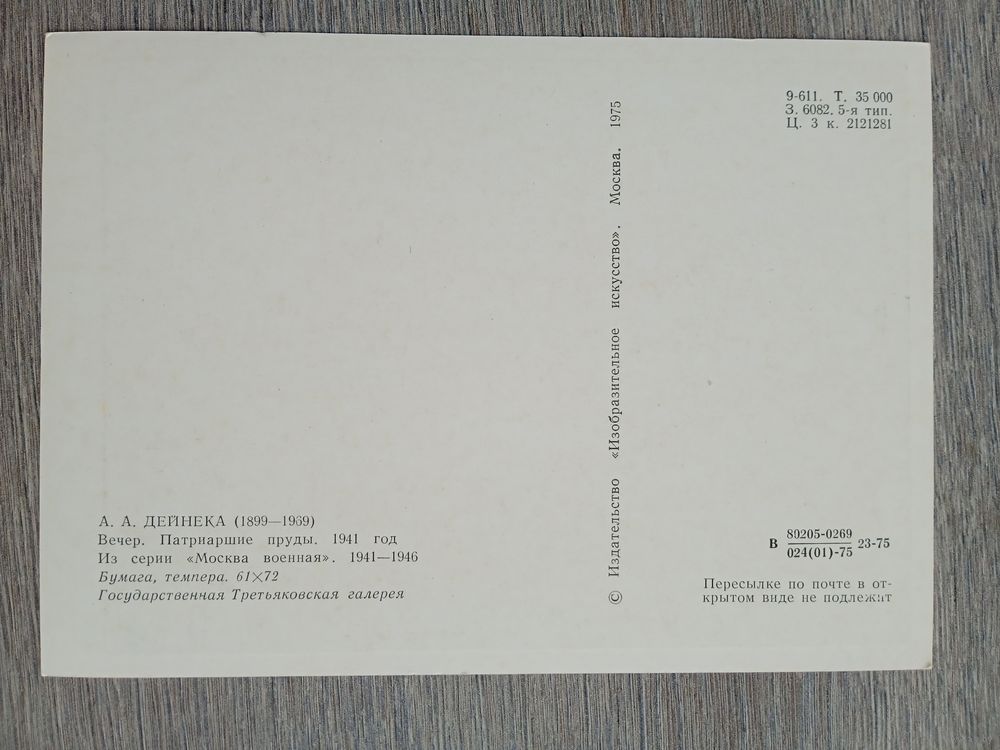 А. А. ДЕЙНЕКА (1899—1969)
Вечер. Патриаршие пруды. 1941 год
Из серии «Москва военная». 1941—1946
Бумага, темпера. 61×72
Государственная Третьяковская галерея
© Издательство «Изобразительное искусство». Москва. 1975
9-611. Т. 35 000
З. 6082. 5-я тип.
Ц. 3 к. 2121281
80205-0269
В 23-75
024(01)-75
Пересылке по почте в от-
крытом виде не подлежит